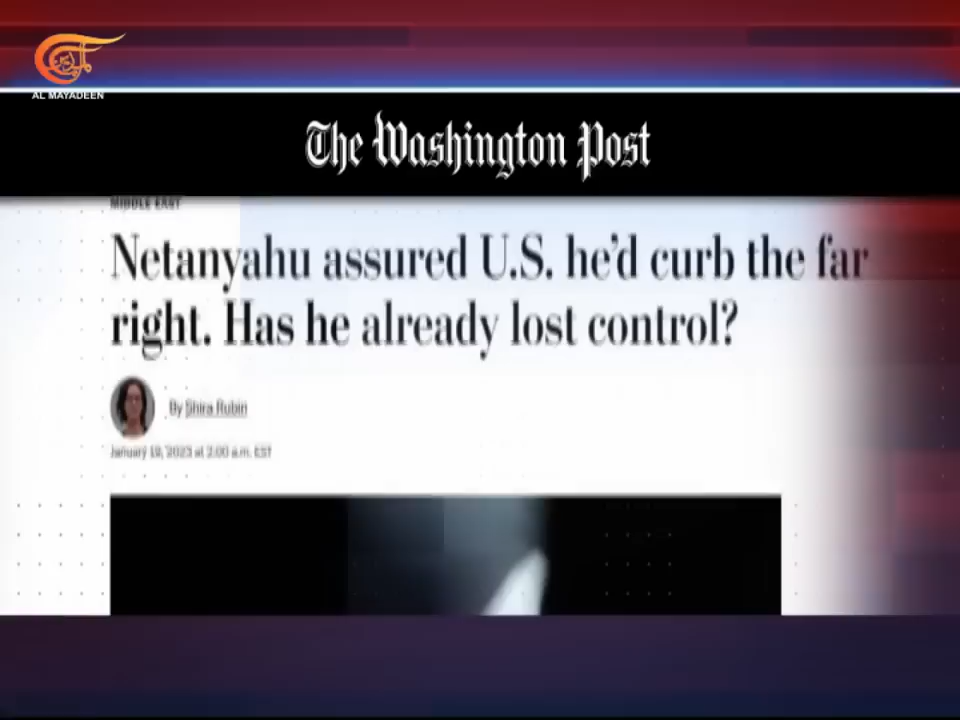 AL MAYADEEN
The Washington Post
MIDDLE EAST
Netanyahu assured U.S. he'd curb the far
right. Has he already lost control?
By Shira Rubin
January 19, 2023 at 2:00 a.m. EST